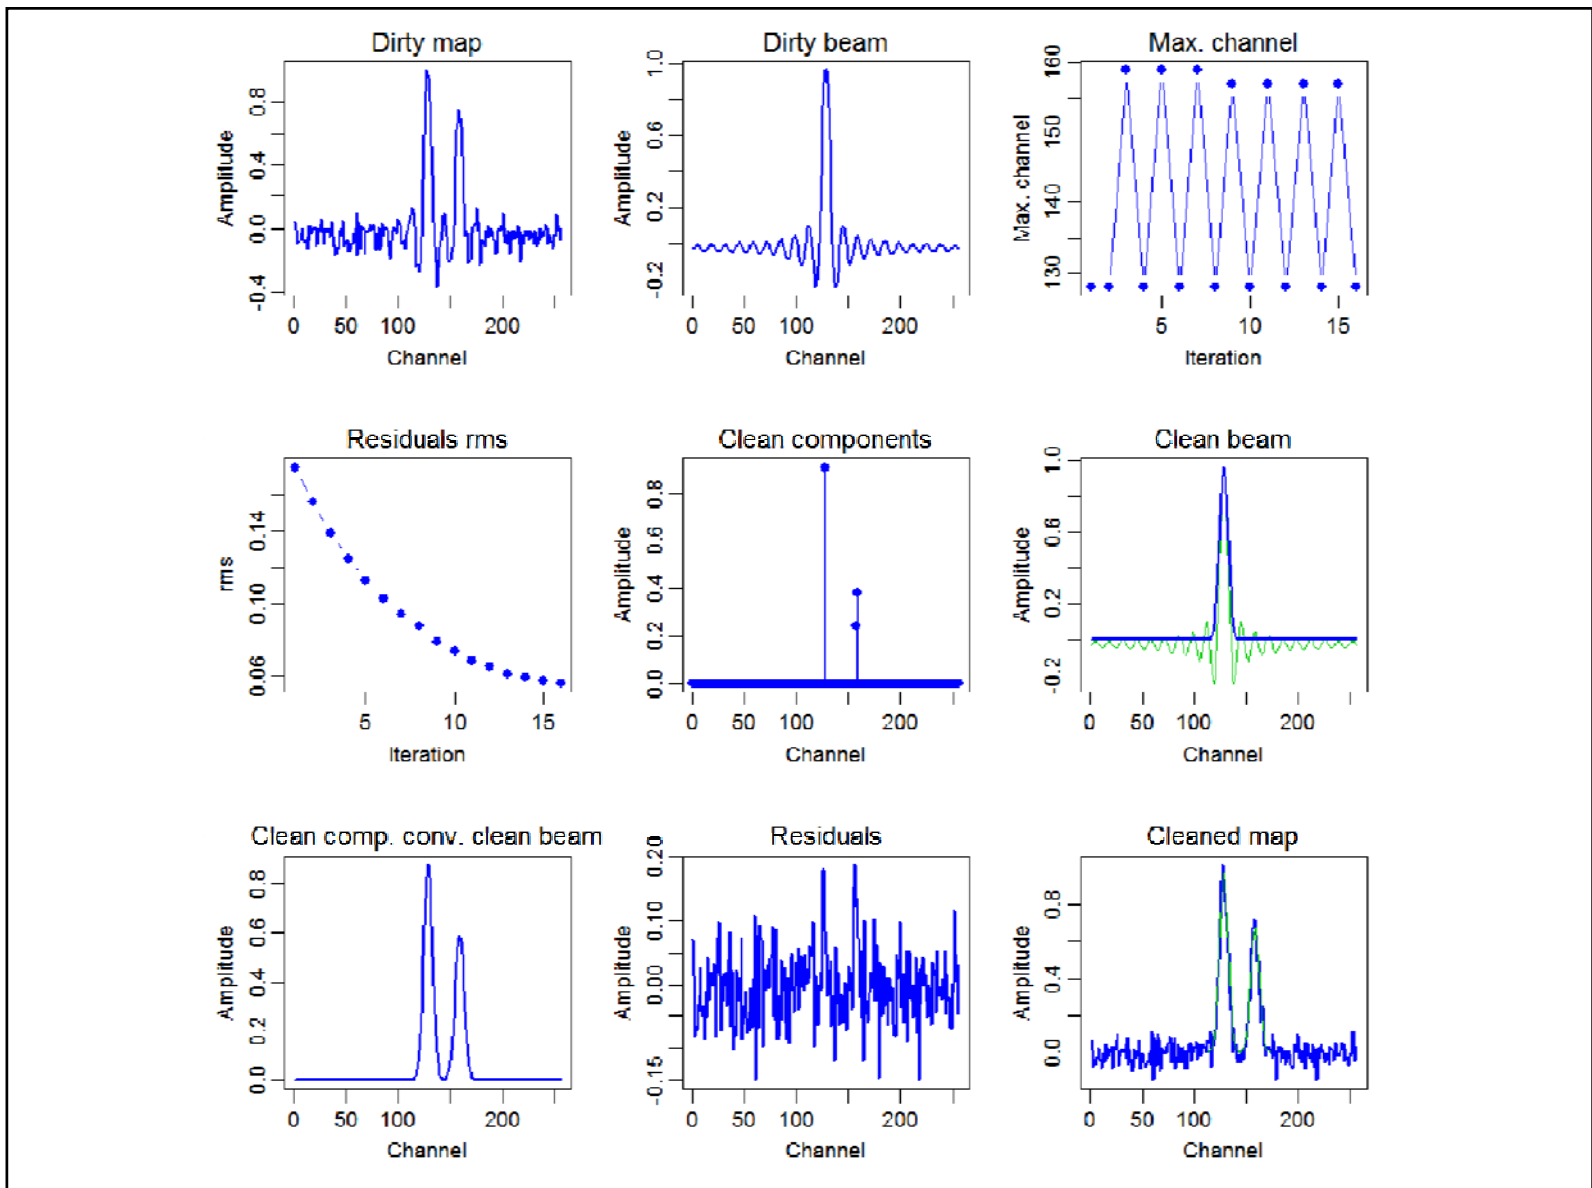 Dirty map
Amplitude
-0.4 0.0 0.4 0.8
0 50 100 200
Channel
Dirty beam
Amplitude
-0.2 0.2 0.6 1.0
0 50 100 200
Channel
Max. channel
Max. channel
130 140 150 160
5 10 15
Iteration
Residuals rms
rms
0.06 0.10 0.14
5 10 15
Iteration
Clean components
Amplitude
0.0 0.2 0.4 0.6 0.8
0 50 100 200
Channel
Clean beam
Amplitude
-0.2 0.2 0.6 1.0
0 50 100 200
Channel
Clean comp. conv. clean beam
Amplitude
0.0 0.2 0.4 0.6 0.8
0 50 100 200
Channel
Residuals
Amplitude
-0.15 0.00 0.10 0.20
0 50 100 200
Channel
Cleaned map
Amplitude
0.0 0.4 0.8
0 50 100 200
Channel